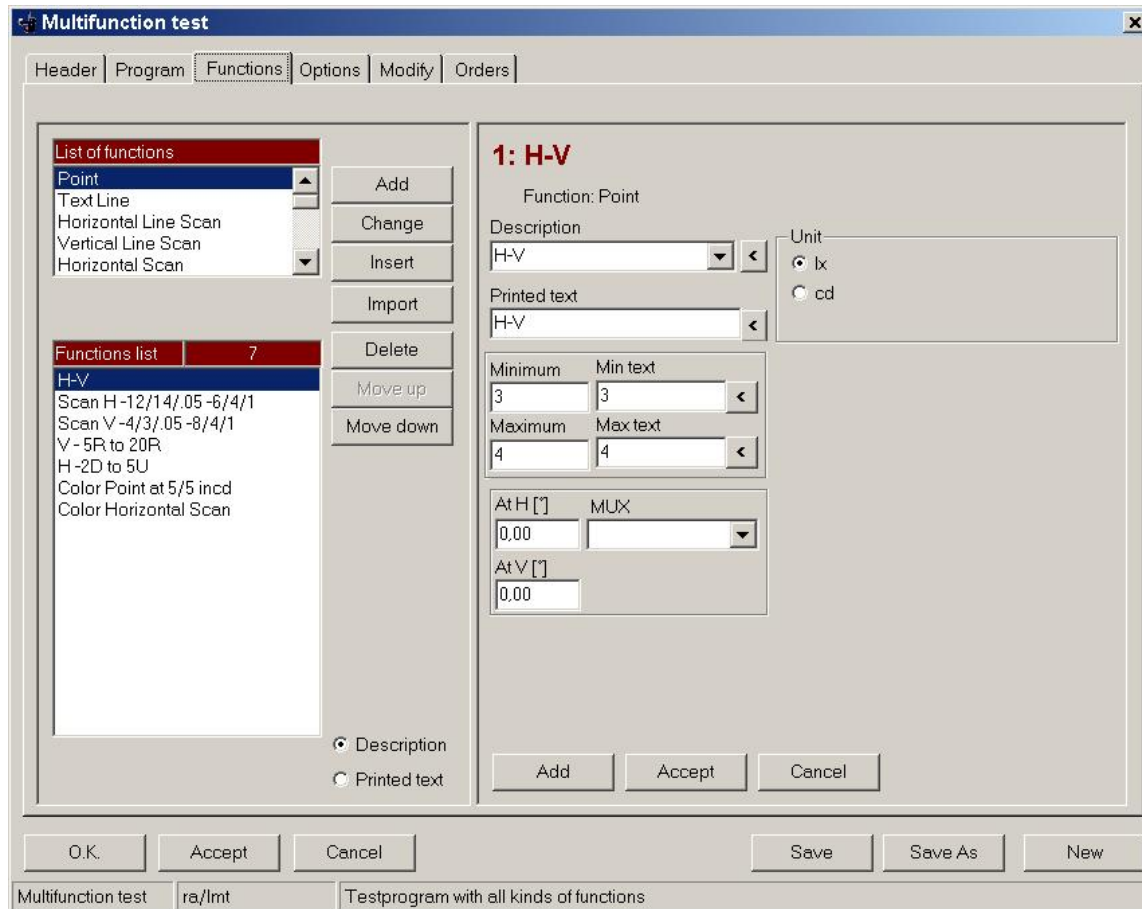 Multifunction test
Header Program Functions Options Modify Orders
List of functions
Point
Text Line
Horizontal Line Scan
Vertical Line Scan
Horizontal Scan
Add
Change
Insert
Import
Functions list 7
H-V
Scan H -12/14/.05 -6/4/1
Scan V -4/3/.05 -8/4/1
V - 5R to 20R
H -2D to 5U
Color Point at 5/5 incd
Color Horizontal Scan
Delete
Move up
Move down
Description
Printed text
1: H-V
Function: Point
Description
H-V
<
Unit
lx
cd
Printed text
H-V
<
Minimum Min text
3 3 <
Maximum Max text
4 4 <
At H [°] MUX
0,00
At V [°]
0,00
Add Accept Cancel
O.K. Accept Cancel Save Save As New
Multifunction test ra/lmt Testprogram with all kinds of functions